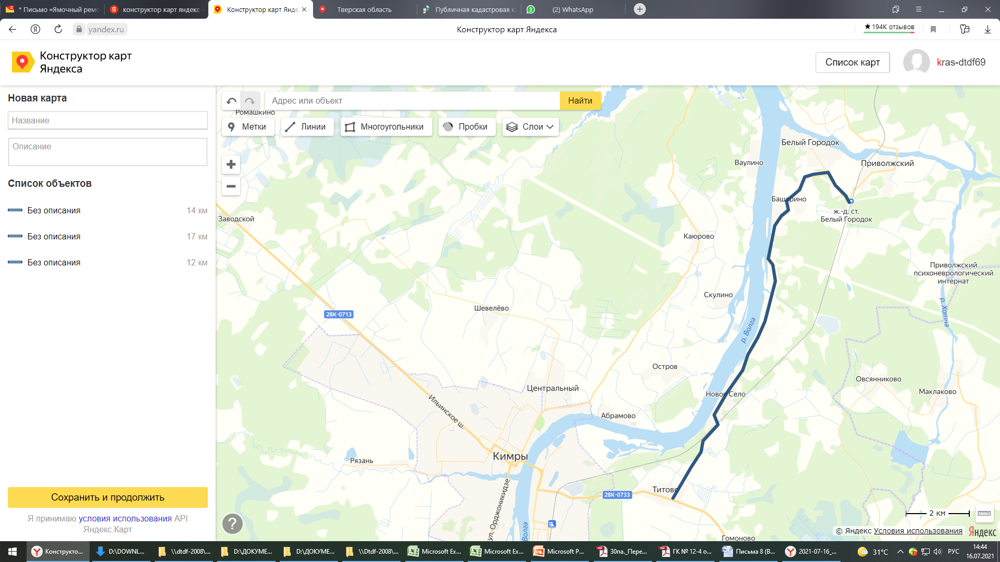 * Письмо «Ямочный рем
конструктор карт яндекс
Конструктор карт Янде
Тверская область
Публичная кадастровая к
(2) WhatsApp
yandex.ru
Конструктор карт Яндекса
★ 194К отзывов
Конструктор карт
Яндекса
Список карт
kras-dtdf69
Новая карта
Название
Описание
Список объектов
Без описания 14 км
Без описания 17 км
Без описания 12 км
Сохранить и продолжить
Я принимаю условия использования API
Яндекс.Карт
Адрес или объект
Найти
Ромашкино
Метки
Линии
Многоугольники
Пробки
Слои
Белый Городок
Ваулино
Приволжский
Башарино
ж.-д. ст.
Белый Городок
Заводской
Каюрово
Приволжский
психоневрологический
интернат
Скулино
Шевелёво
28К-0713
р. Хотча
р. Волга
Остров
Овсянниково
Центральный
Маклаково
Новое Село
Ильинское ш.
Абрамово
Кимры
Рязань
Титово
28К-0733
ул. Орджоникидзе
Волга
2 км
Гомоново
© Яндекс Условия использования
Яндекс
?
Конструкто...
D:\DOWNL...
\\dtdf-2008\...
D:\ДОКУМЕ...
D:\ДОКУМЕ...
\\Dtdf-2008\...
Microsoft Ex...
Microsoft Ex...
Microsoft P...
30па._Пере...
ГК № 12-4 о...
Письма 8 (В...
2021-07-16_...
31°C
РУС
14:44
16.07.2021